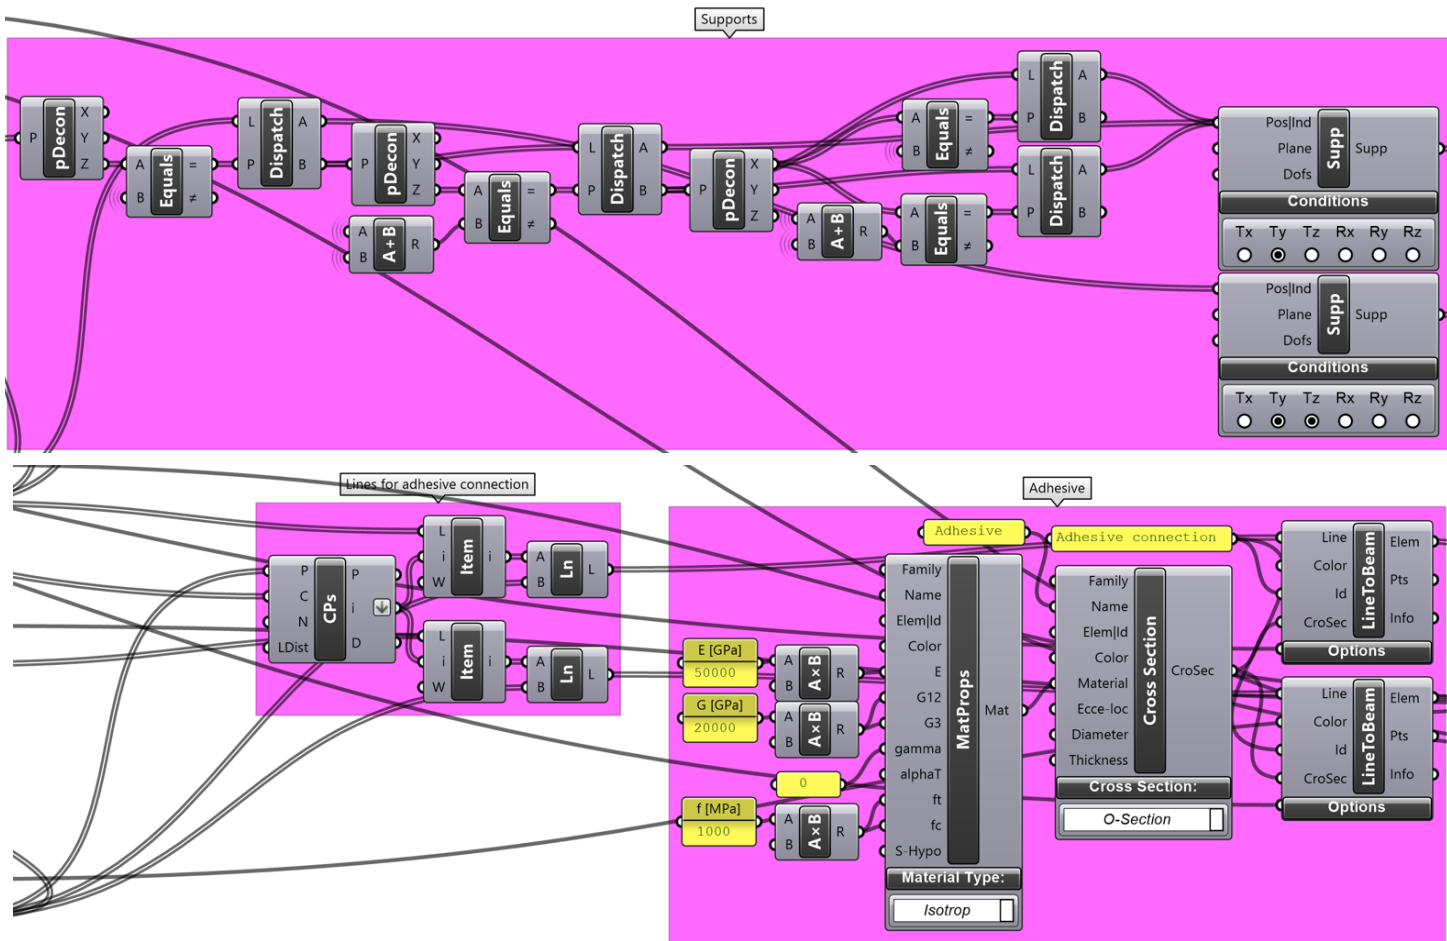 Supports
P pDecon X Y Z
A B Equals = ≠
L P Dispatch A B
P pDecon X Y Z
A B A+B R
A B Equals = ≠
L P Dispatch A B
P pDecon X Y Z
A B A+B R
A B Equals = ≠
A B Equals = ≠
L P Dispatch A B
L P Dispatch A B
Pos|Ind Plane Dofs Supp Supp
Conditions
Tx Ty Tz Rx Ry Rz
Pos|Ind Plane Dofs Supp Supp
Conditions
Tx Ty Tz Rx Ry Rz
Lines for adhesive connection
P C N LDist CPs P i D
L i W Item i
A B Ln L
L i W Item i
A B Ln L
Adhesive
Adhesive
Adhesive connection
E [GPa]
50000
A B A×B R
G [GPa]
20000
A B A×B R
0
f [MPa]
1000
A B A×B R
Family
Name
Elem|Id
Color
E
G12
G3
gamma
alphaT
ft
fc
S-Hypo
MatProps
Mat
Material Type:
Isotrop
Family
Name
Elem|Id
Color
Material
Ecce-loc
Diameter
Thickness
Cross Section
CroSec
Cross Section:
O-Section
Line Color Id CroSec LineToBeam Elem Pts Info
Options
Line Color Id CroSec LineToBeam Elem Pts Info
Options